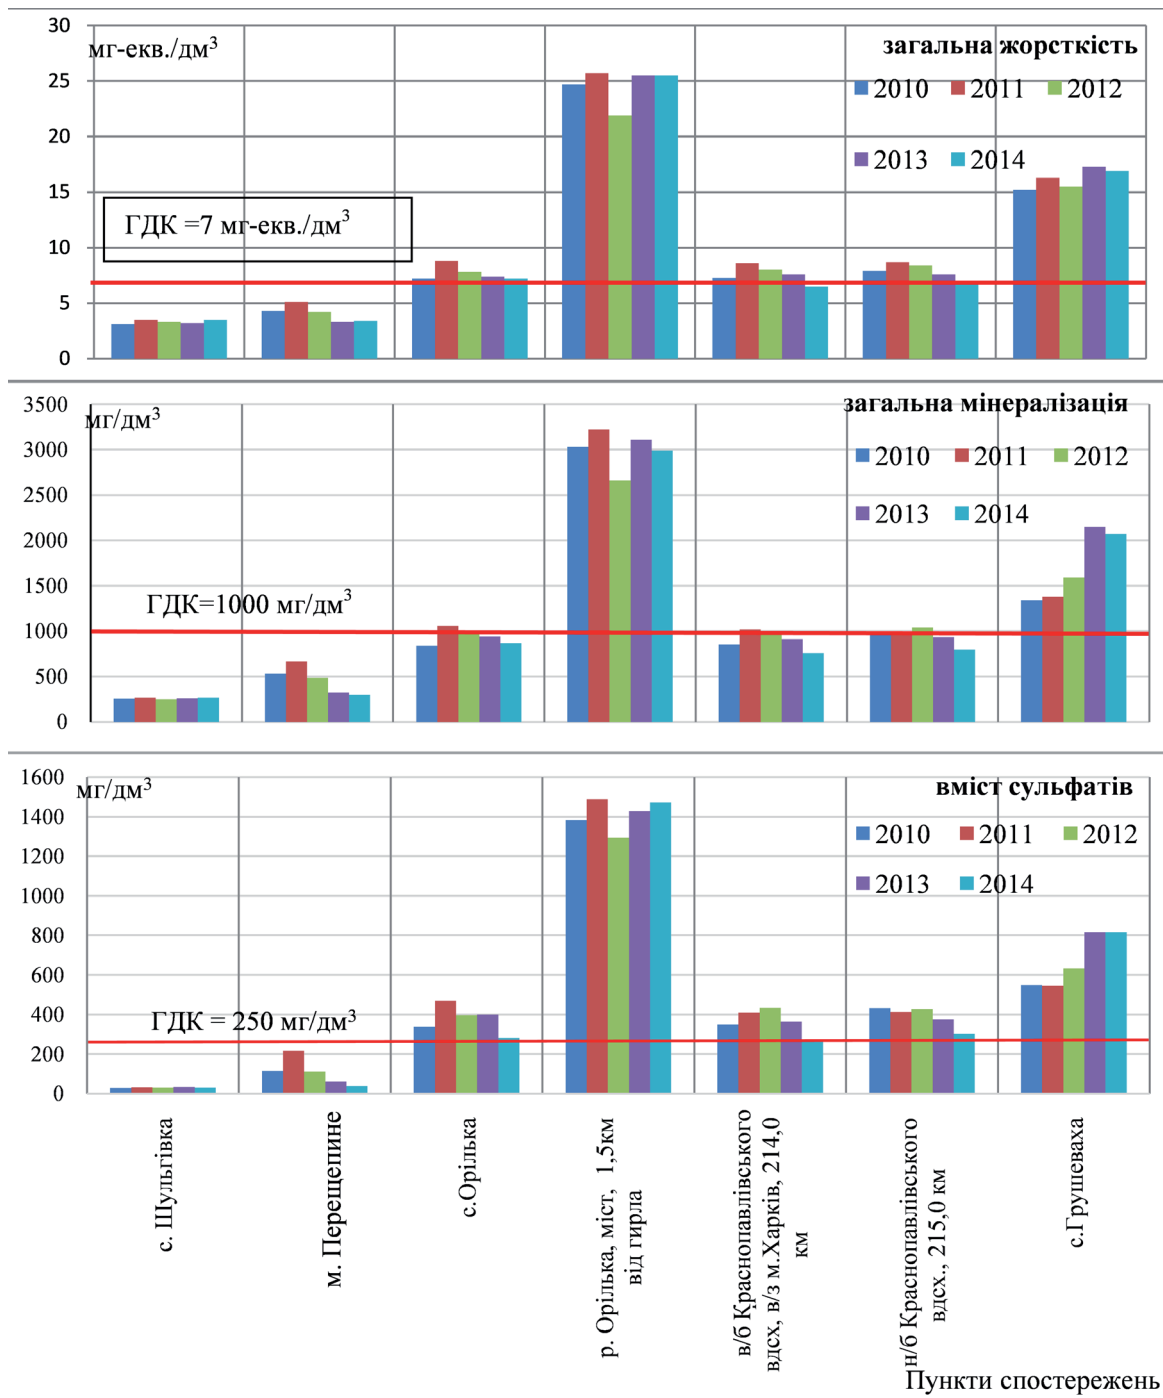 30
25
20
15
10
5
0
мг-екв./дм³
загальна жорсткість
2010 2011 2012
2013 2014
ГДК =7 мг-екв./дм³
3500
3000
2500
2000
1500
1000
500
0
мг/дм³
загальна мінералізація
2010 2011 2012
2013 2014
ГДК=1000 мг/дм³
1600
1400
1200
1000
800
600
400
200
0
мг/дм³
вміст сульфатів
2010 2011 2012
2013 2014
ГДК = 250 мг/дм³
с. Шульгівка
м. Перещепине
с.Орілька
р. Орілька, міст, 1,5км
від гирла
в/б Краснопавлівського
вдсх, в/з м.Харків, 214,0
км
н/б Краснопавлівського
вдсх., 215,0 км
с.Грушеваха
Пункти спостережень